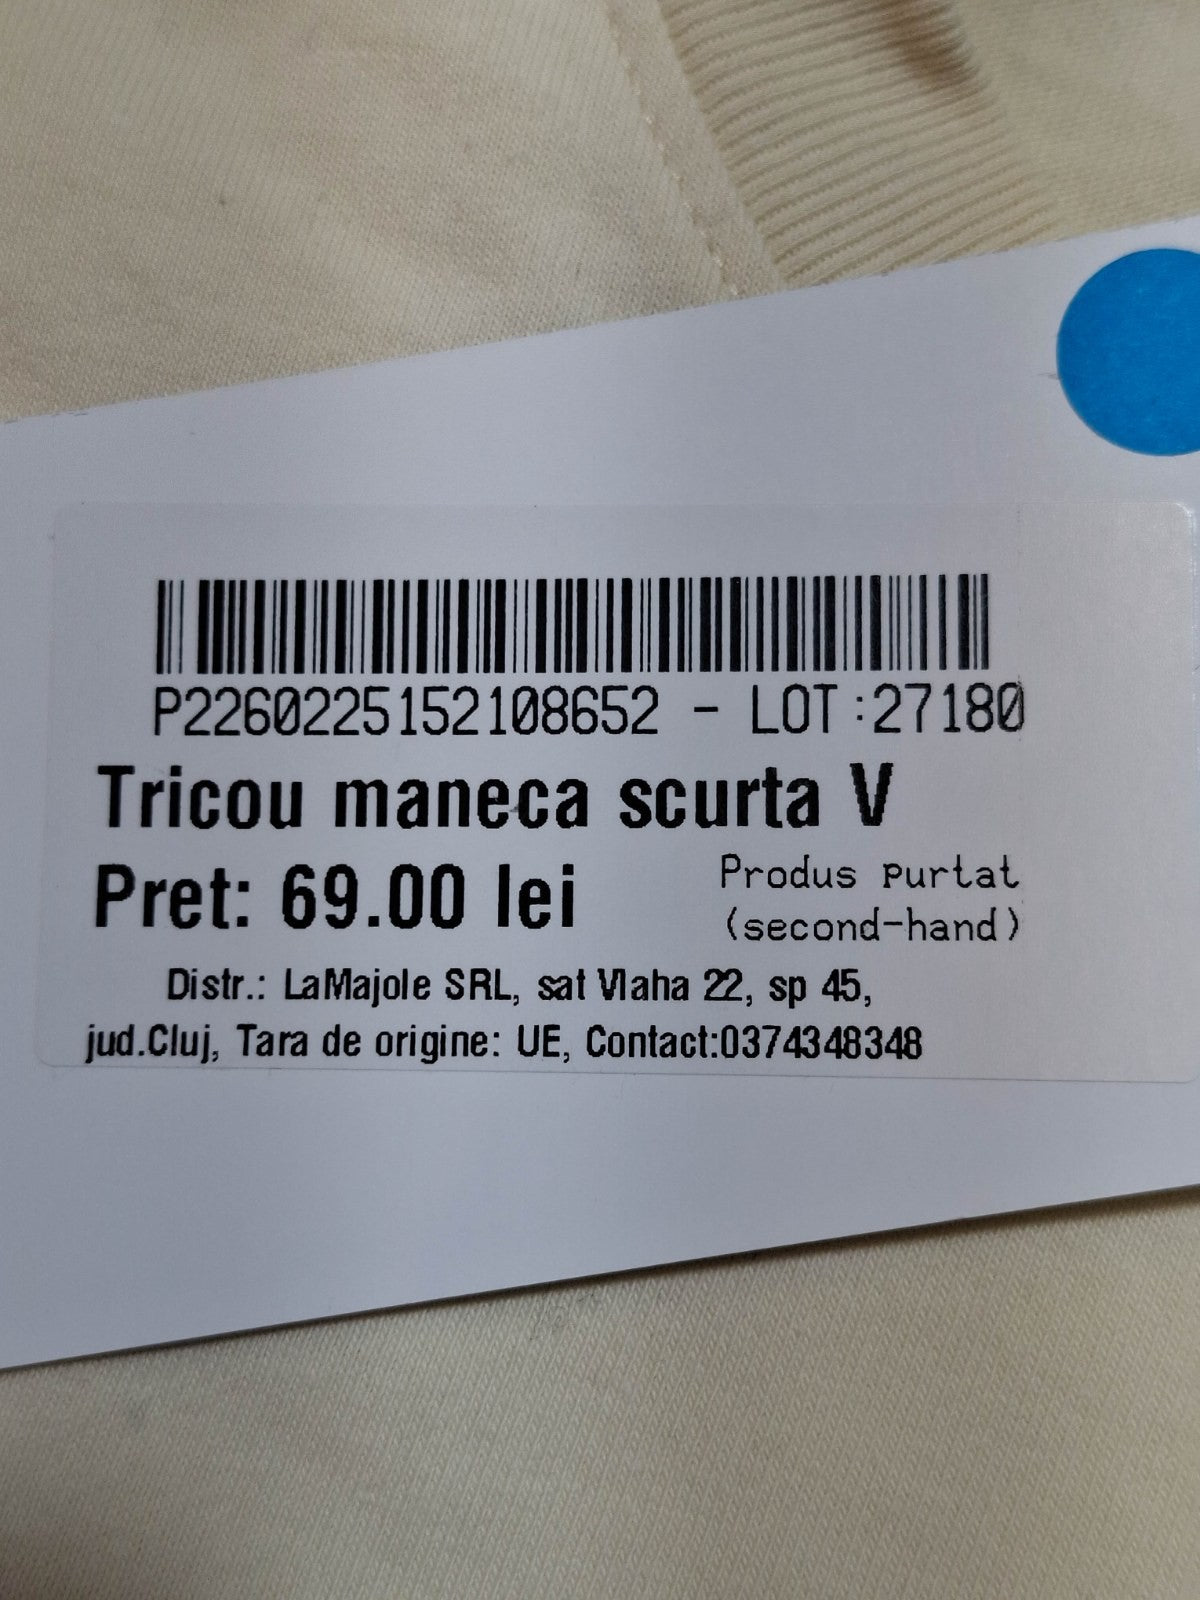 P2260225152108652 - LOT:27180
Tricou maneca scurta V
Pret: 69.00 lei
Produs purtat
(second-hand)
Distr.: LaMajole SRL, sat Vlaha 22, sp 45,
jud.Cluj, Tara de origine: UE, Contact:0374348348